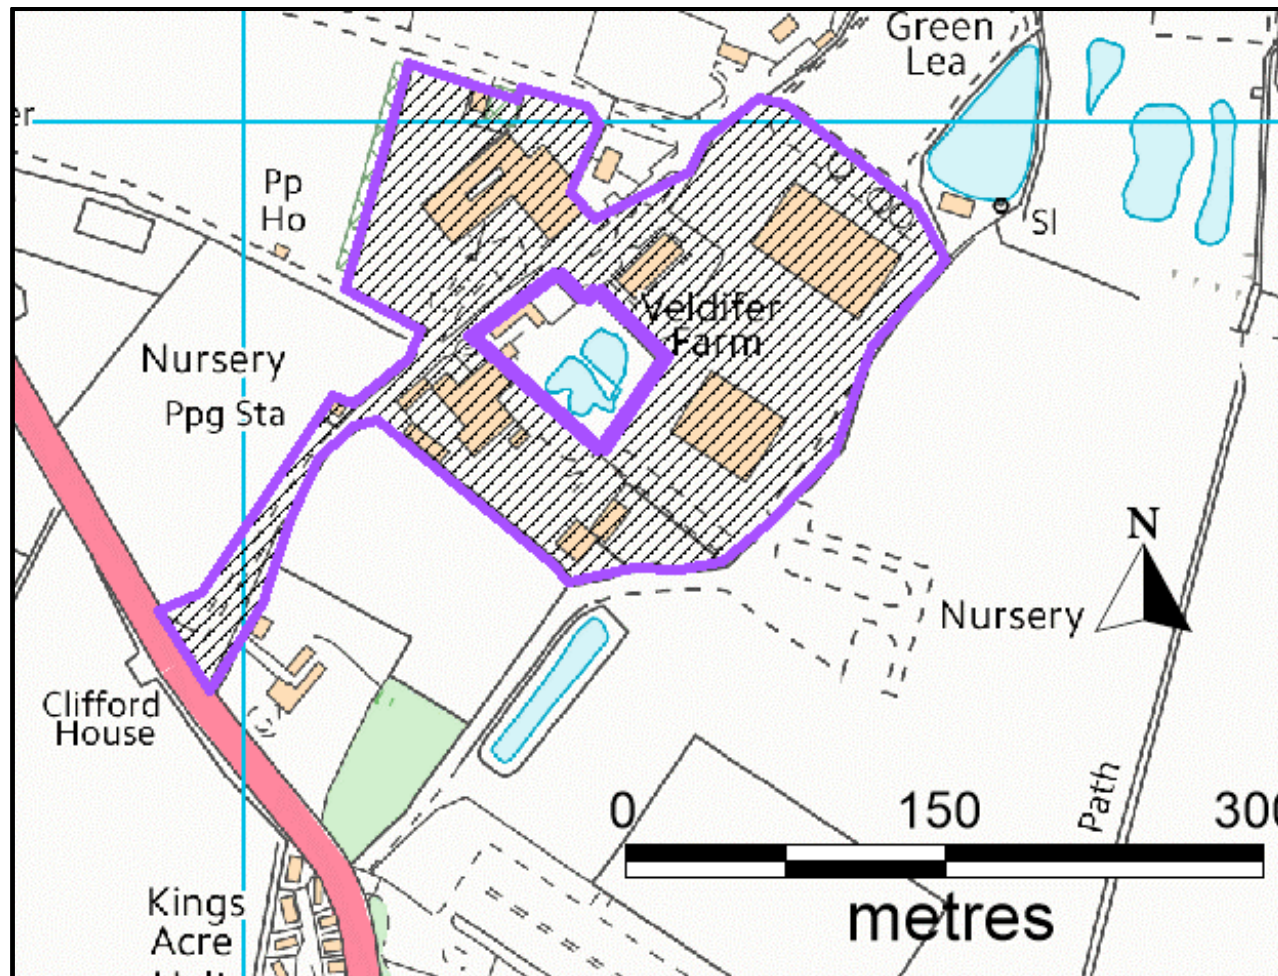 Green
Lea
er
Pp
Ho
Sl
Veldifer
Farm
Nursery
Ppg Sta
N
Nursery
Clifford
House
Path
0 150 300
metres
Kings
Acre